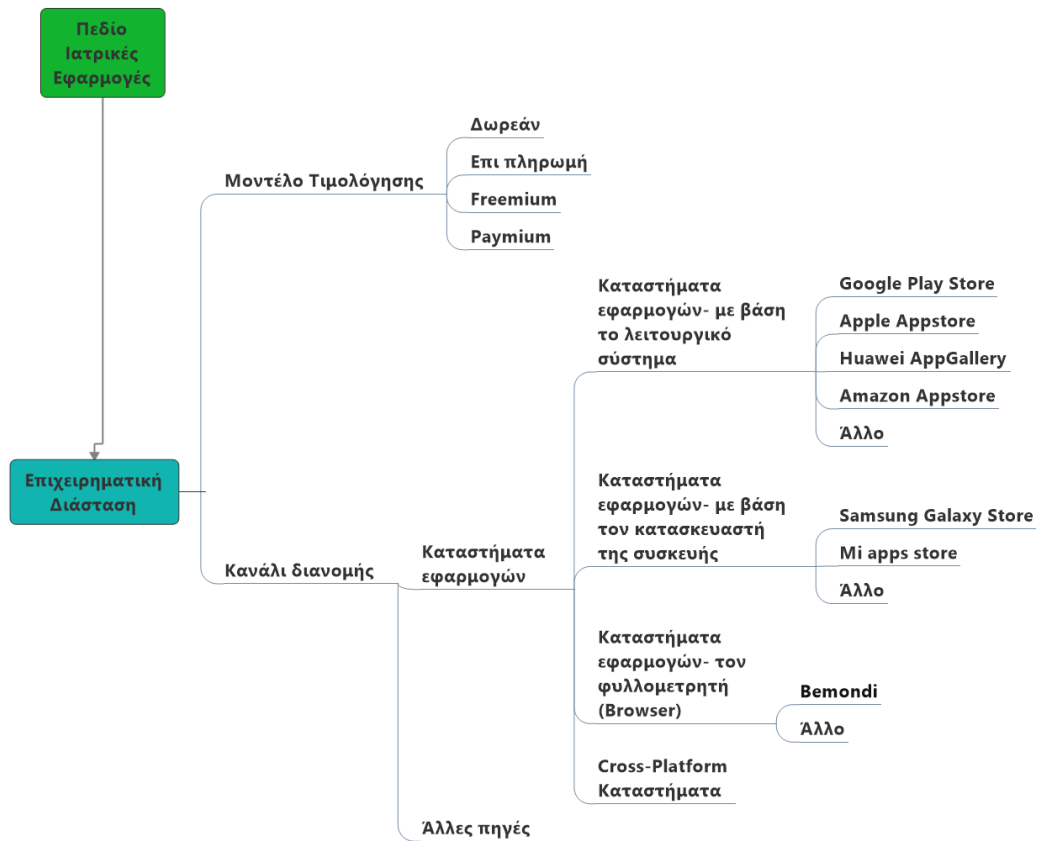 Πεδίο
Ιατρικές
Εφαρμογές
Επιχειρηματική
Διάσταση
Μοντέλο Τιμολόγησης
Δωρεάν
Επι πληρωμή
Freemium
Paymium
Κανάλι διανομής
Καταστήματα
εφαρμογών
Καταστήματα
εφαρμογών- με βάση
το λειτουργικό
σύστημα
Google Play Store
Apple Appstore
Huawei AppGallery
Amazon Appstore
Άλλο
Καταστήματα
εφαρμογών- με βάση
τον κατασκευαστή
της συσκευής
Samsung Galaxy Store
Mi apps store
Άλλο
Καταστήματα
εφαρμογών- τον
φυλλομετρητή
(Browser)
Bemondi
Άλλο
Cross-Platform
Καταστήματα
Άλλες πηγές